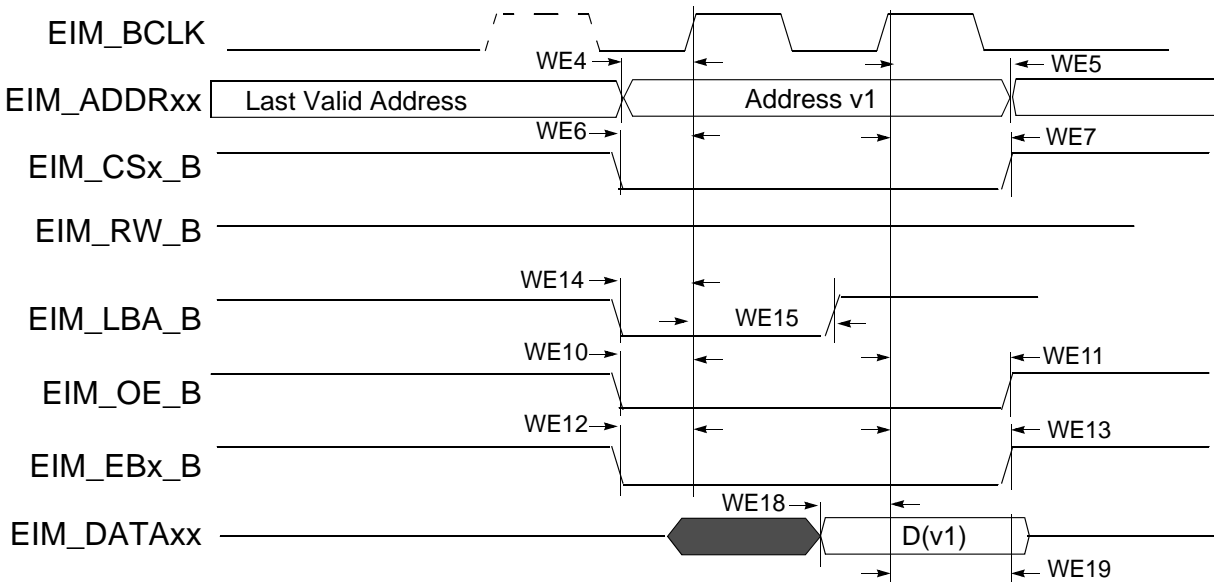 EIM_BCLK
WE4 WE5
EIM_ADDRxx Last Valid Address Address v1
WE6 WE7
EIM_CSx_B
EIM_RW_B
WE14
EIM_LBA_B WE15
WE10 WE11
EIM_OE_B
WE12 WE13
EIM_EBx_B
WE18
EIM_DATAxx D(v1)
WE19